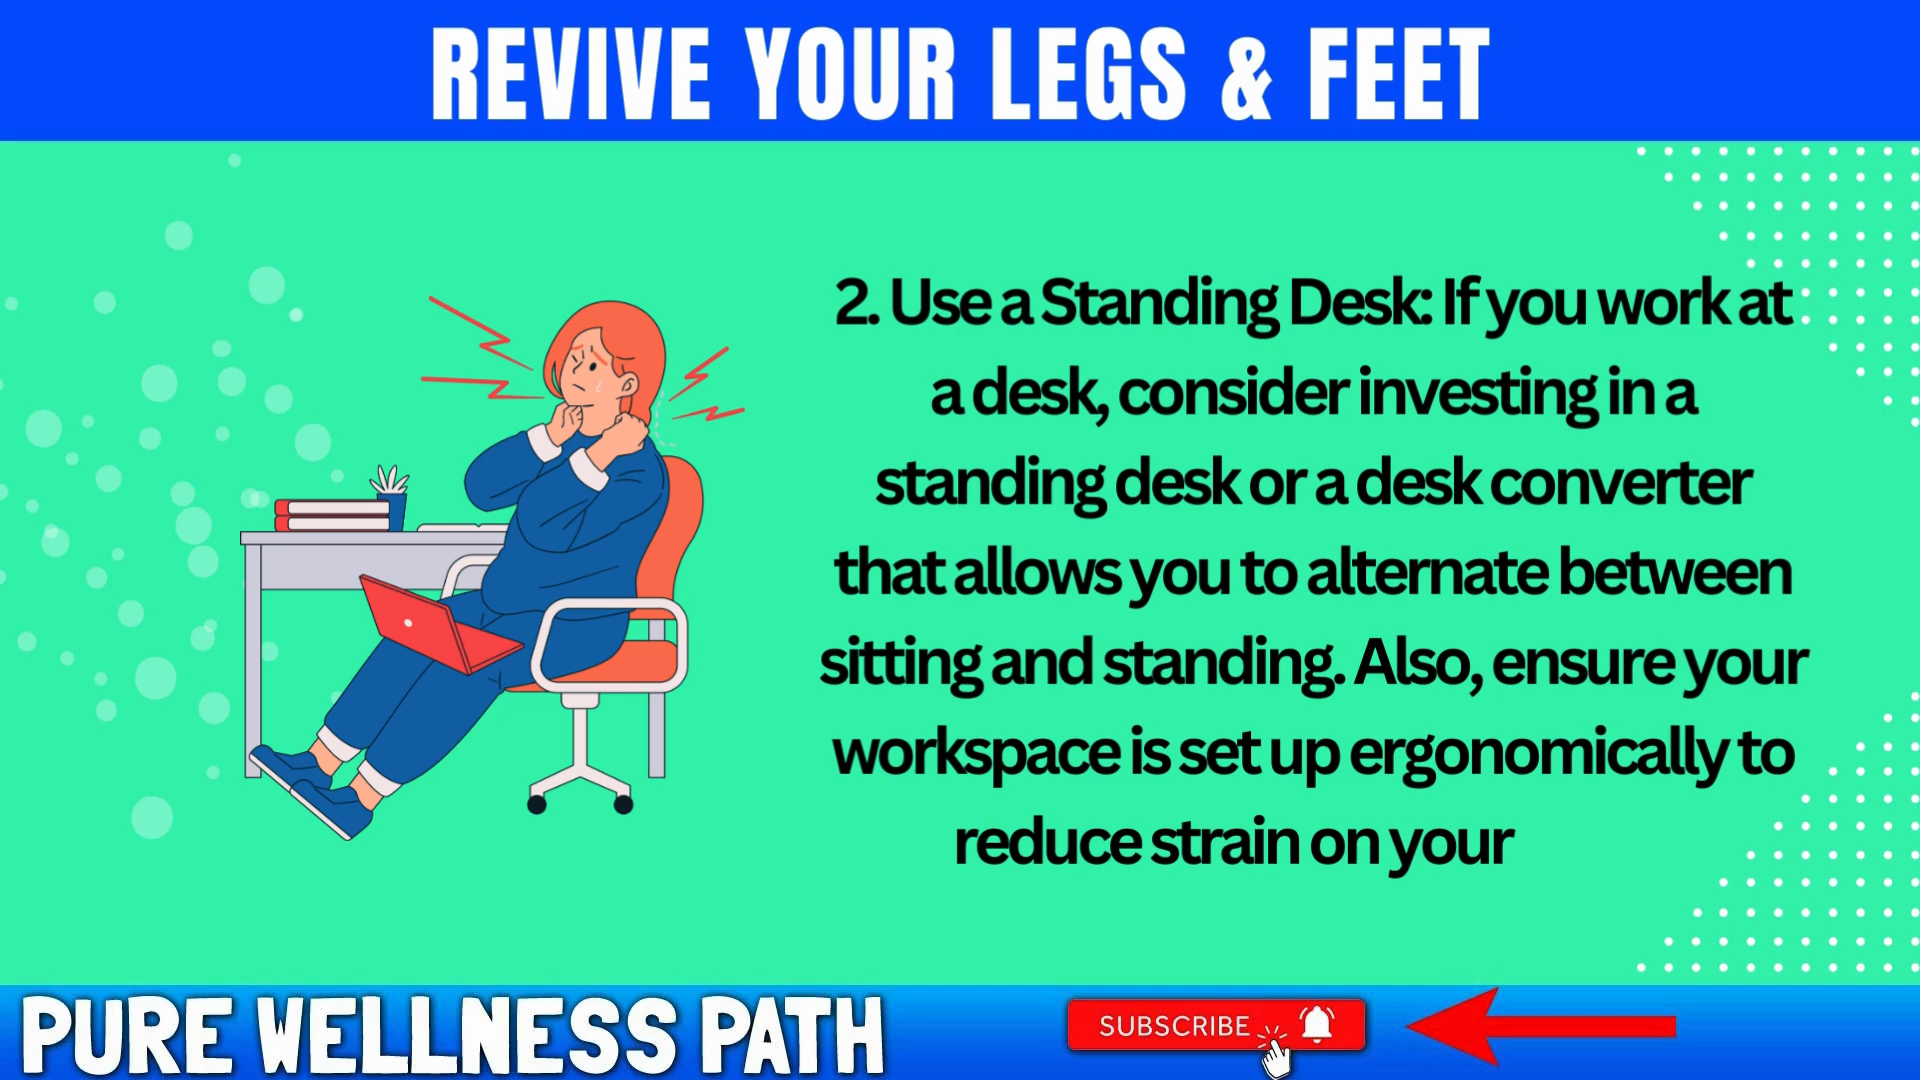 REVIVE YOUR LEGS & FEET
2. Use a Standing Desk: If you work at
a desk, consider investing in a
standing desk or a desk converter
that allows you to alternate between
sitting and standing. Also, ensure your
workspace is set up ergonomically to
reduce strain on your
PURE WELLNESS PATH
SUBSCRIBE